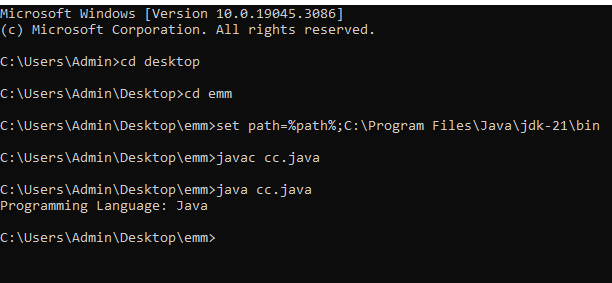 Microsoft Windows [Version 10.0.19045.3086]
(c) Microsoft Corporation. All rights reserved.
C:\Users\Admin>cd desktop
C:\Users\Admin\Desktop>cd emm
C:\Users\Admin\Desktop\emm>set path=%path%;C:\Program Files\Java\jdk-21\bin
C:\Users\Admin\Desktop\emm>javac cc.java
C:\Users\Admin\Desktop\emm>java cc.java
Programming Language: Java
C:\Users\Admin\Desktop\emm>